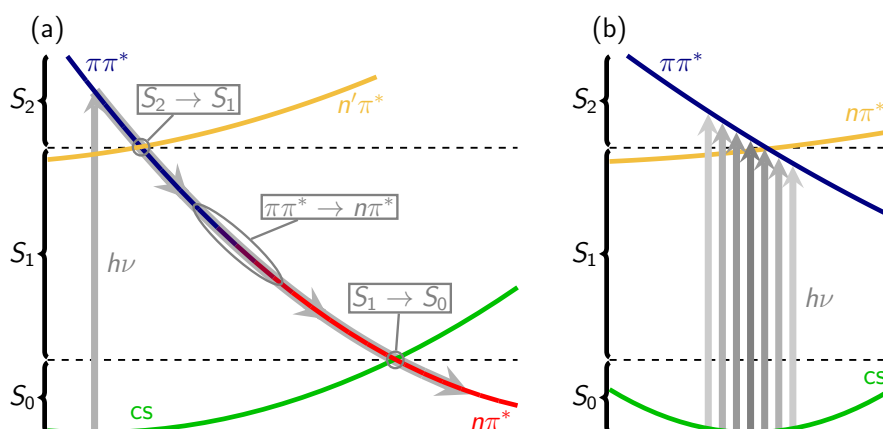 (a)
ππ*
S₂ → S₁
n′π*
S₂
ππ* → nπ*
S₁
hν
S₁ → S₀
S₀
cs
nπ*
(b)
ππ*
S₂
nπ*
S₁
hν
S₀
cs